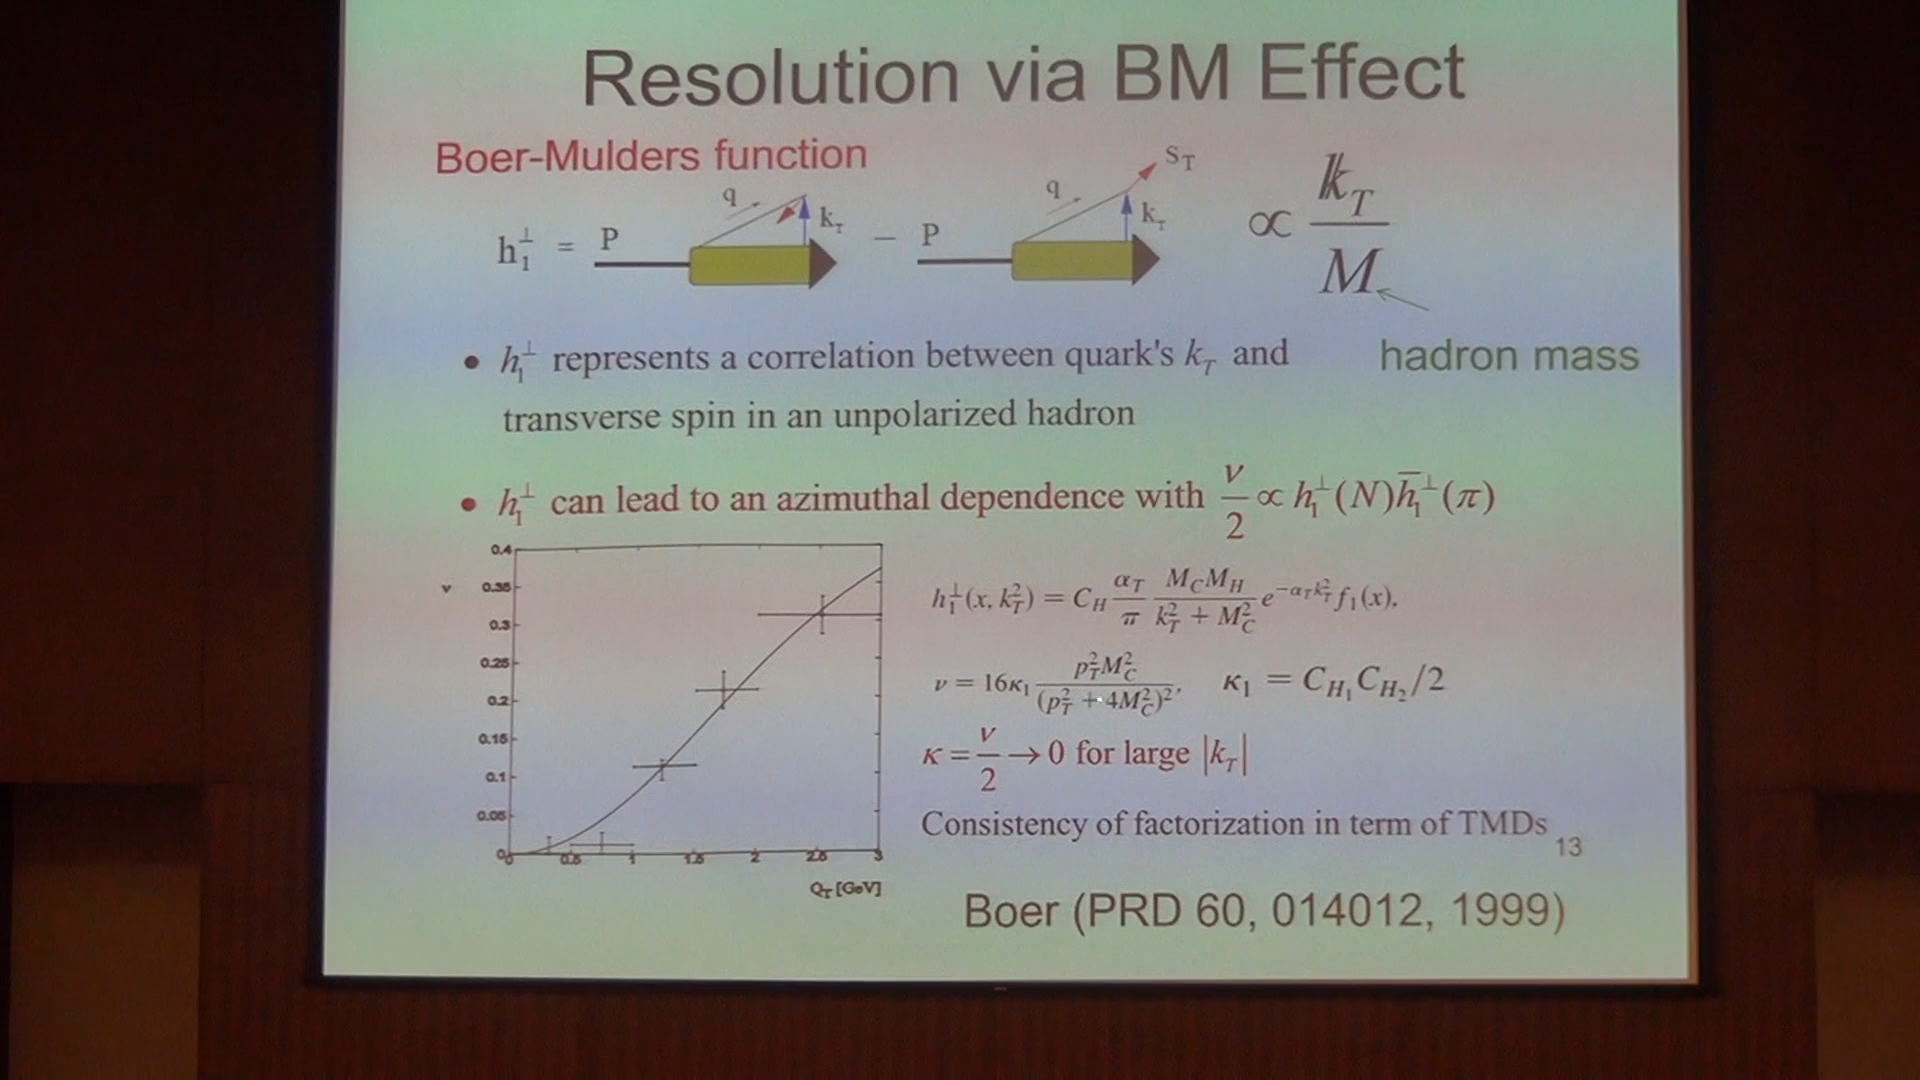 Resolution via BM Effect
Boer-Mulders function
h₁^⊥ = P q k_T − P q k_T S_T ∝ k_T / M
• h₁^⊥ represents a correlation between quark's k_T and
hadron mass
transverse spin in an unpolarized hadron
• h₁^⊥ can lead to an azimuthal dependence with ν/2 ∝ h₁^⊥(N) h̄₁^⊥(π)
ν
0.4
0.35
0.3
0.25
0.2
0.15
0.1
0.05
0
0 0.5 1 1.5 2 2.5 3
Q_T [GeV]
h₁^⊥(x, k_T²) = C_H α_T/π M_C M_H/(k_T² + M_C²) e^{−α_T k_T²} f₁(x),
ν = 16κ₁ p_T² M_C²/(p_T² + 4M_C²)², κ₁ = C_{H₁} C_{H₂}/2
κ = ν/2 → 0 for large |k_T|
Consistency of factorization in term of TMDs
13
Boer (PRD 60, 014012, 1999)